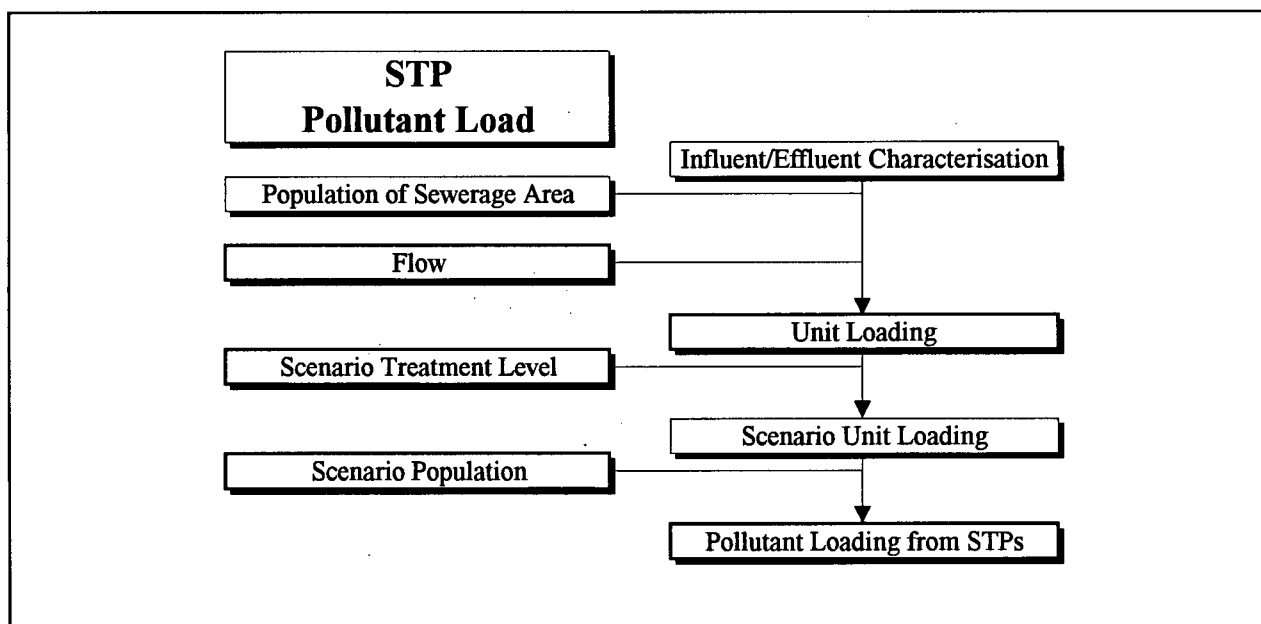 STP
Pollutant Load
Influent/Effluent Characterisation
Population of Sewerage Area
Flow
Unit Loading
Scenario Treatment Level
Scenario Unit Loading
Scenario Population
Pollutant Loading from STPs